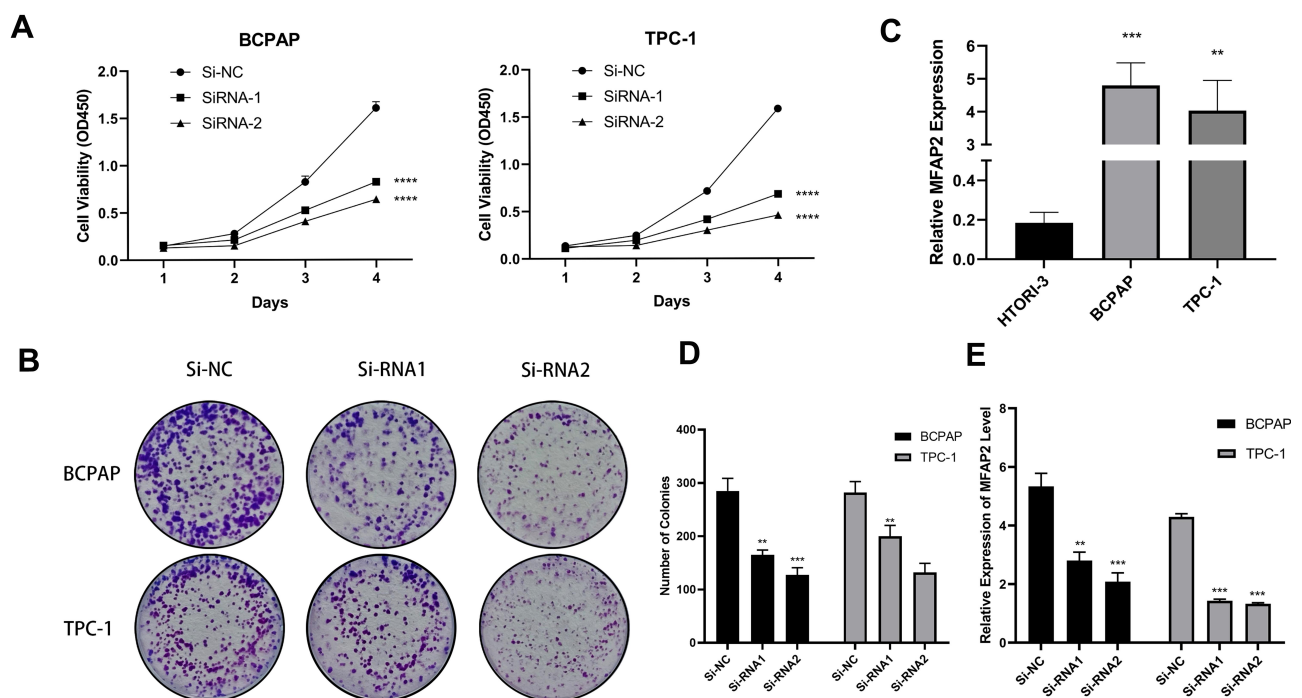 A
BCPAP
Cell Viability (OD450)
2.0
1.5
1.0
0.5
0.0
Si-NC
SiRNA-1
SiRNA-2
****
****
1 2 3 4
Days
TPC-1
Cell Viability (OD450)
2.0
1.5
1.0
0.5
0.0
Si-NC
SiRNA-1
SiRNA-2
****
****
1 2 3 4
Days
C
Relative MFAP2 Expression
6
5
4
3
0.4
0.2
0.0
***
**
HTORI-3 BCPAP TPC-1
B
Si-NC Si-RNA1 Si-RNA2
BCPAP
TPC-1
D
Number of Colonies
400
300
200
100
0
BCPAP
TPC-1
** *** **
Si-NC Si-RNA1 Si-RNA2 Si-NC Si-RNA1 Si-RNA2
E
Relative Expression of MFAP2 Level
8
6
4
2
0
BCPAP
TPC-1
** *** *** ***
Si-NC Si-RNA1 Si-RNA2 Si-NC Si-RNA1 Si-RNA2